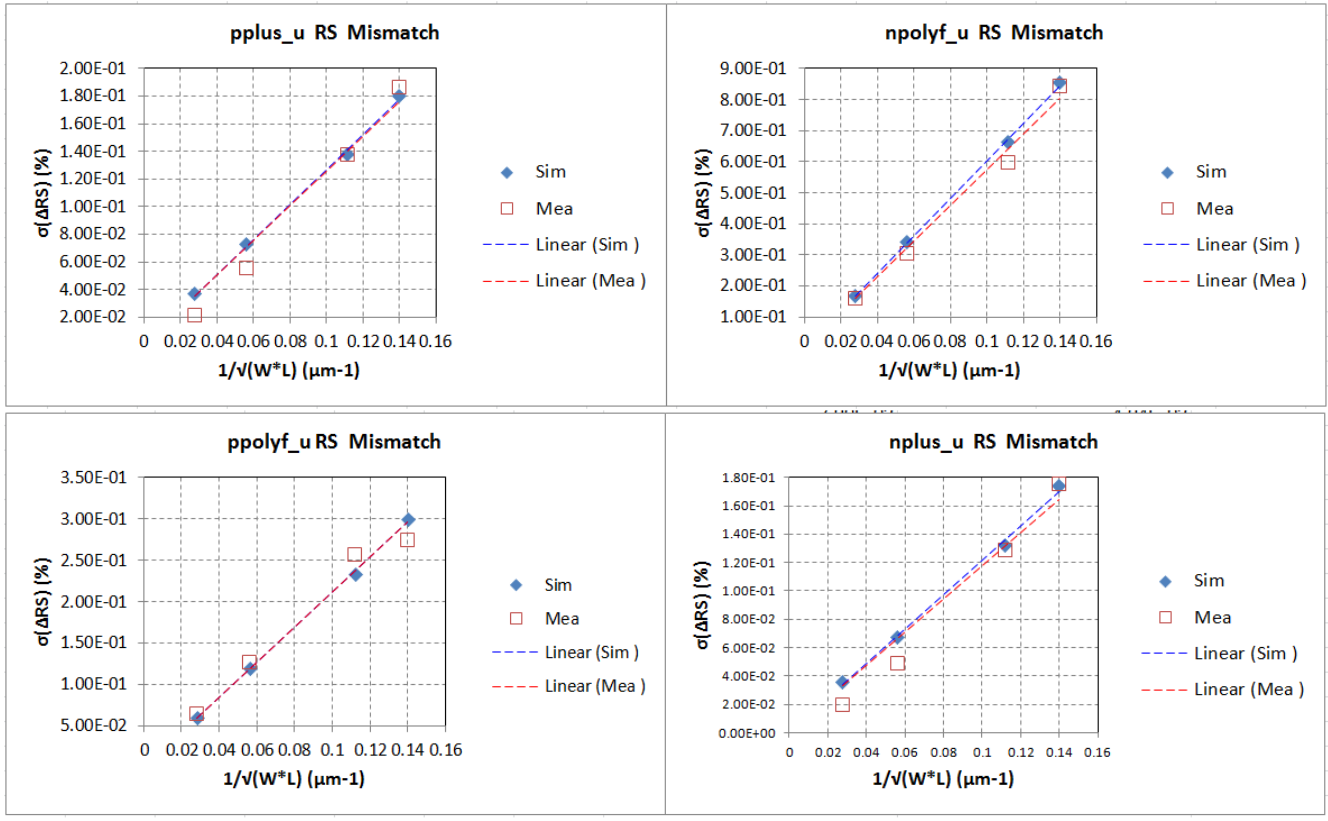 pplus_u RS Mismatch
2.00E-01
1.80E-01
1.60E-01
1.40E-01
1.20E-01
1.00E-01
8.00E-02
6.00E-02
4.00E-02
2.00E-02
0 0.02 0.04 0.06 0.08 0.1 0.12 0.14 0.16
σ(ΔRS) (%)
1/√(W*L) (μm-1)
Sim
Mea
Linear (Sim )
Linear (Mea )
npolyf_u RS Mismatch
9.00E-01
8.00E-01
7.00E-01
6.00E-01
5.00E-01
4.00E-01
3.00E-01
2.00E-01
1.00E-01
0 0.02 0.04 0.06 0.08 0.1 0.12 0.14 0.16
σ(ΔRS) (%)
1/√(W*L) (μm-1)
Sim
Mea
Linear (Sim )
Linear (Mea )
ppolyf_u RS Mismatch
3.50E-01
3.00E-01
2.50E-01
2.00E-01
1.50E-01
1.00E-01
5.00E-02
0 0.02 0.04 0.06 0.08 0.1 0.12 0.14 0.16
σ(ΔRS) (%)
1/√(W*L) (μm-1)
Sim
Mea
Linear (Sim )
Linear (Mea )
nplus_u RS Mismatch
1.80E-01
1.60E-01
1.40E-01
1.20E-01
1.00E-01
8.00E-02
6.00E-02
4.00E-02
2.00E-02
0.00E+00
0 0.02 0.04 0.06 0.08 0.1 0.12 0.14 0.16
σ(ΔRS) (%)
1/√(W*L) (μm-1)
Sim
Mea
Linear (Sim )
Linear (Mea )